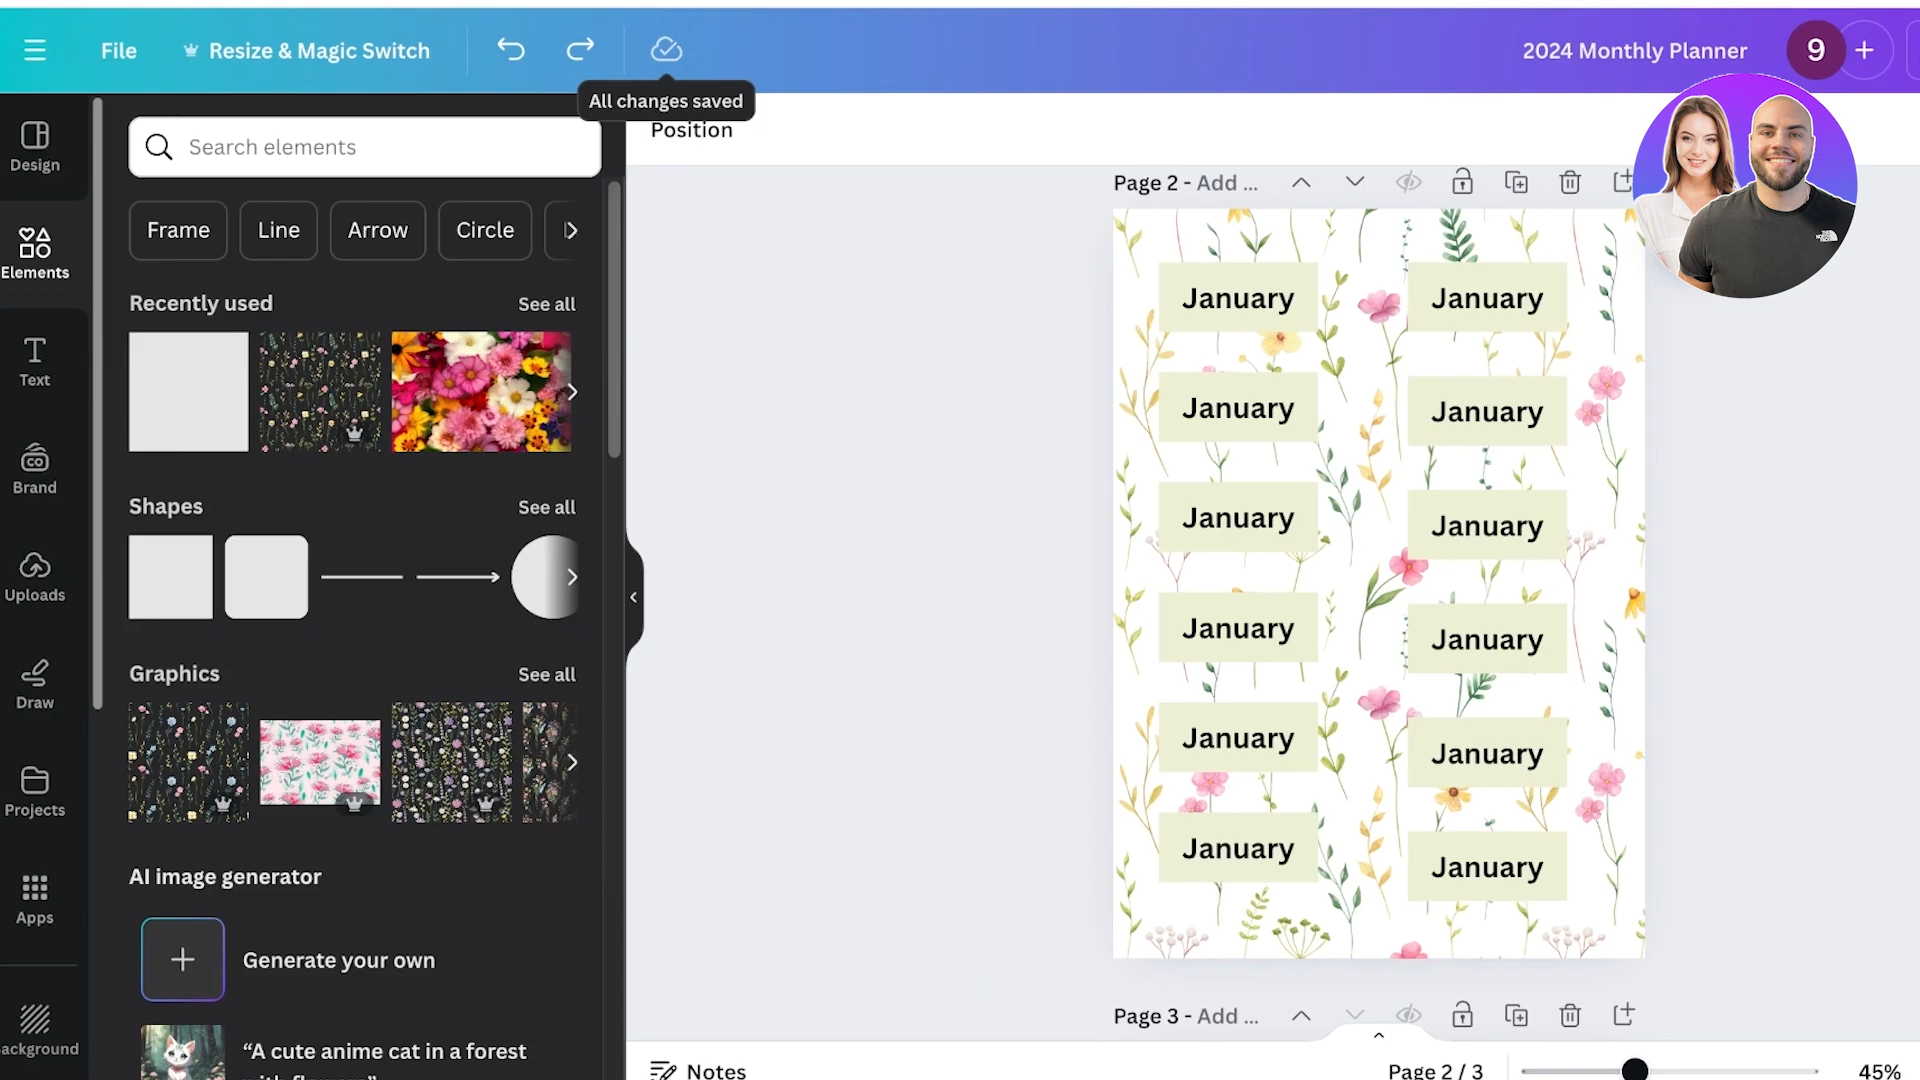 File
Resize & Magic Switch
2024 Monthly Planner
9
All changes saved
Position
Search elements
Design
Elements
Text
Brand
Uploads
Draw
Projects
Apps
Frame
Line
Arrow
Circle
Recently used
See all
Shapes
See all
Graphics
See all
AI image generator
Generate your own
“A cute anime cat in a forest
Page 2 - Add ...
January
January
January
January
January
January
January
January
January
January
January
January
Page 3 - Add ...
Notes
Page 2 / 3
45%